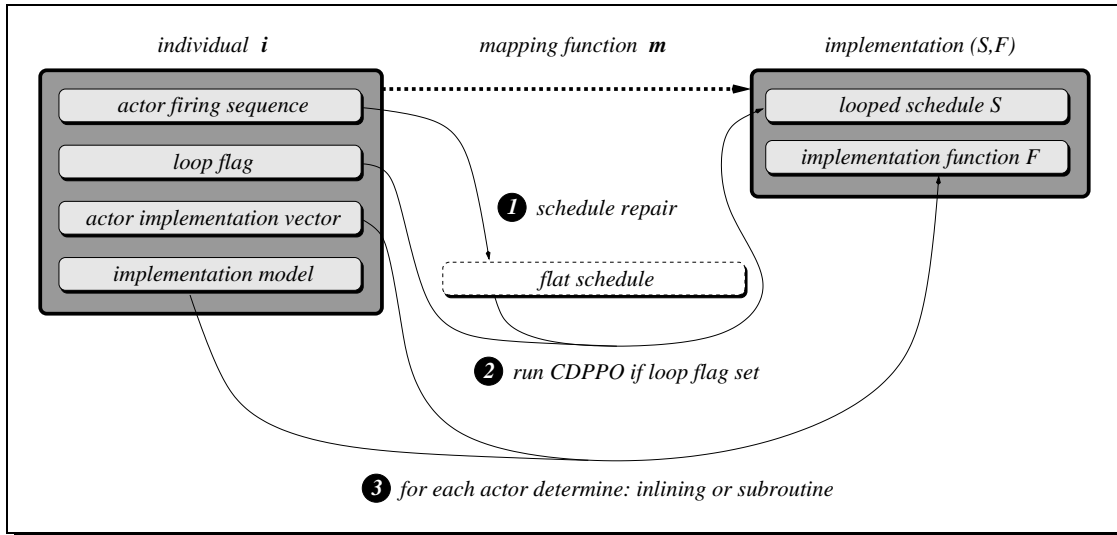 individual i
mapping function m
implementation (S,F)
actor firing sequence
loop flag
actor implementation vector
implementation model
looped schedule S
implementation function F
1 schedule repair
flat schedule
2 run CDPPO if loop flag set
3 for each actor determine: inlining or subroutine